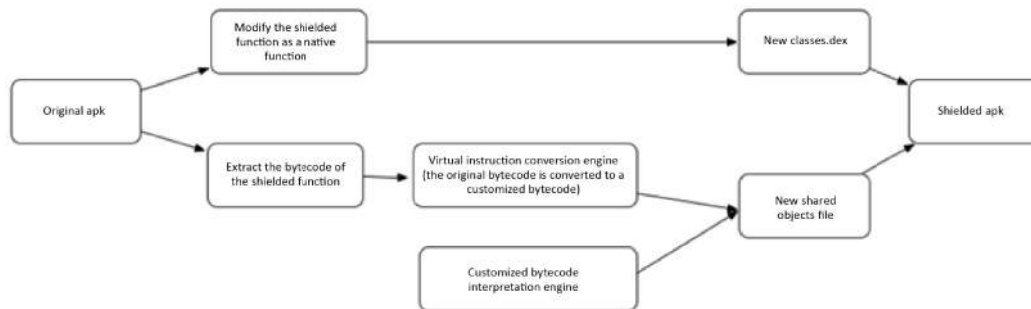 Modify the shielded
function as a native
function
New classes.dex
Original apk
Shielded apk
Extract the bytecode of
the shielded function
Virtual instruction conversion engine
(the original bytecode is converted to a
customized bytecode)
New shared
objects file
Customized bytecode
interpretation engine